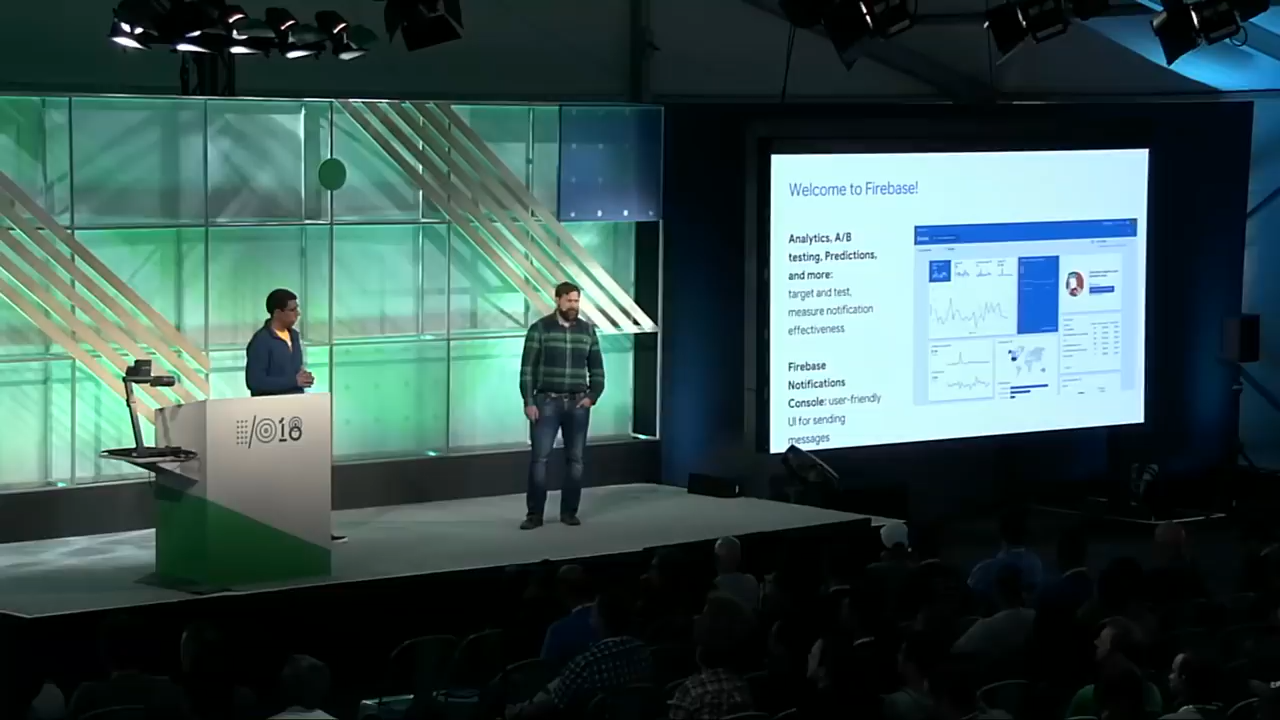 I/O18
Welcome to Firebase!
Analytics, A/B
testing, Predictions,
and more:
target and test,
measure notification
effectiveness
Firebase
Notifications
Console: user-friendly
UI for sending
messages